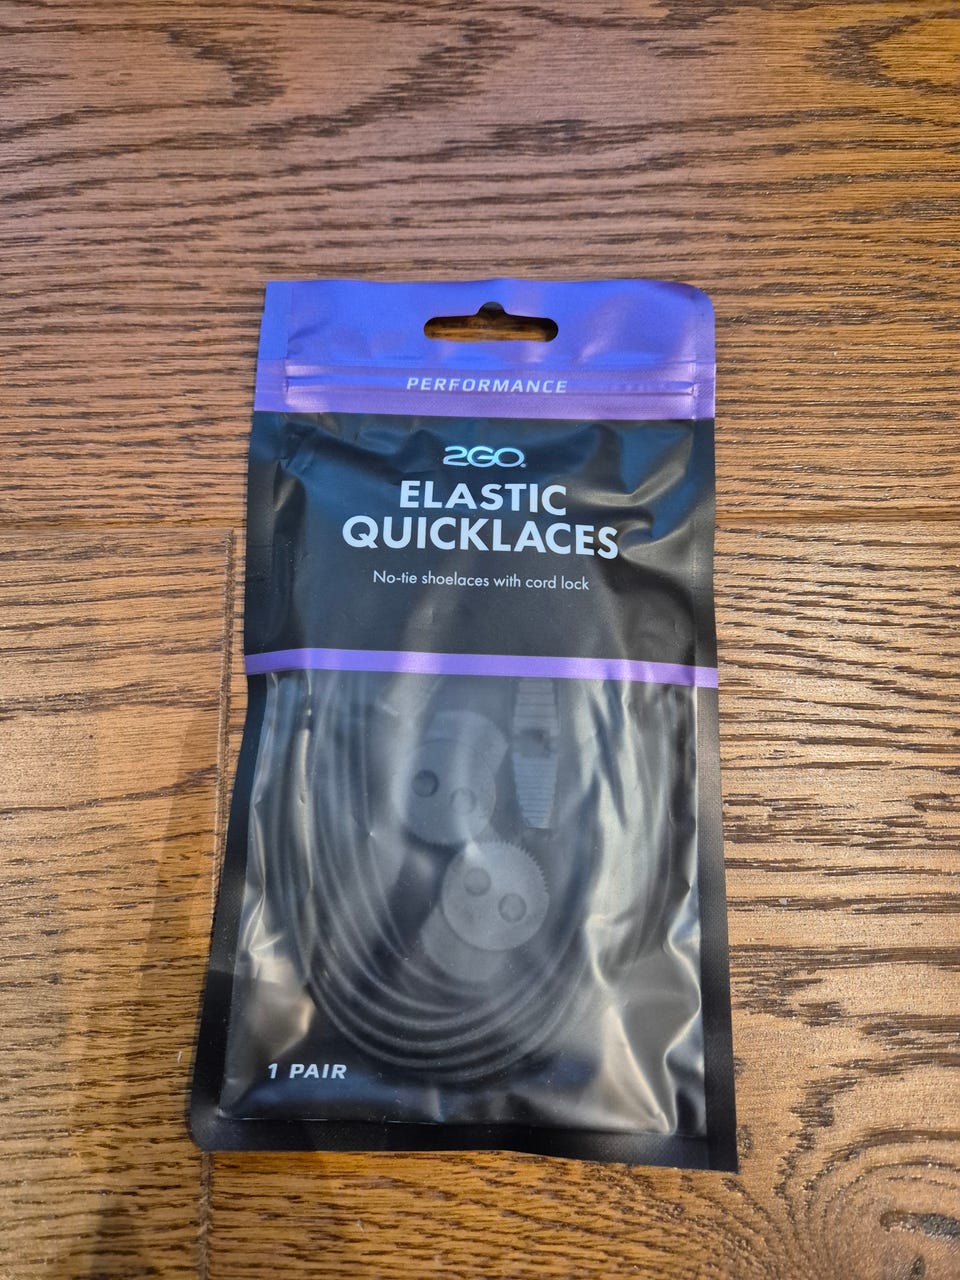 PERFORMANCE
2GO®
ELASTIC
QUICKLACES
No-tie shoelaces with cord lock
1 PAIR